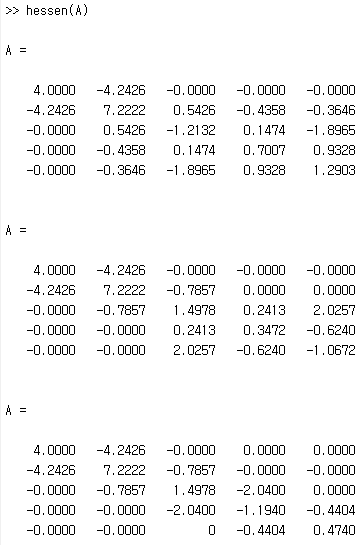 >> hessen(A)
A =
4.0000 -4.2426 -0.0000 -0.0000 -0.0000
-4.2426 7.2222 0.5426 -0.4358 -0.3646
-0.0000 0.5426 -1.2132 0.1474 -1.8965
-0.0000 -0.4358 0.1474 0.7007 0.9328
-0.0000 -0.3646 -1.8965 0.9328 1.2903
A =
4.0000 -4.2426 -0.0000 -0.0000 -0.0000
-4.2426 7.2222 -0.7857 0.0000 0.0000
-0.0000 -0.7857 1.4978 0.2413 2.0257
-0.0000 -0.0000 0.2413 0.3472 -0.6240
-0.0000 -0.0000 2.0257 -0.6240 -1.0672
A =
4.0000 -4.2426 -0.0000 0.0000 0.0000
-4.2426 7.2222 -0.7857 -0.0000 -0.0000
-0.0000 -0.7857 1.4978 -2.0400 0.0000
-0.0000 -0.0000 -2.0400 -1.1940 -0.4404
-0.0000 -0.0000 0 -0.4404 0.4740